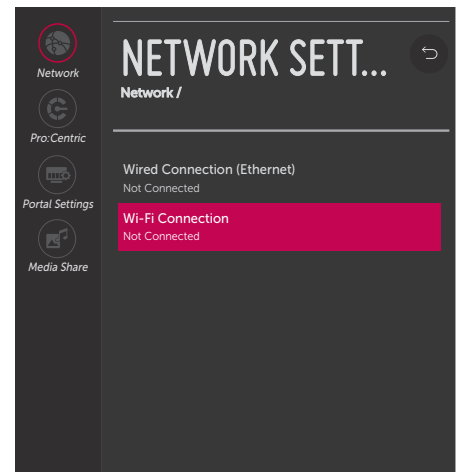 Network
Pro:Centric
Portal Settings
Media Share
NETWORK SETT...
Network /
Wired Connection (Ethernet)
Not Connected
Wi-Fi Connection
Not Connected